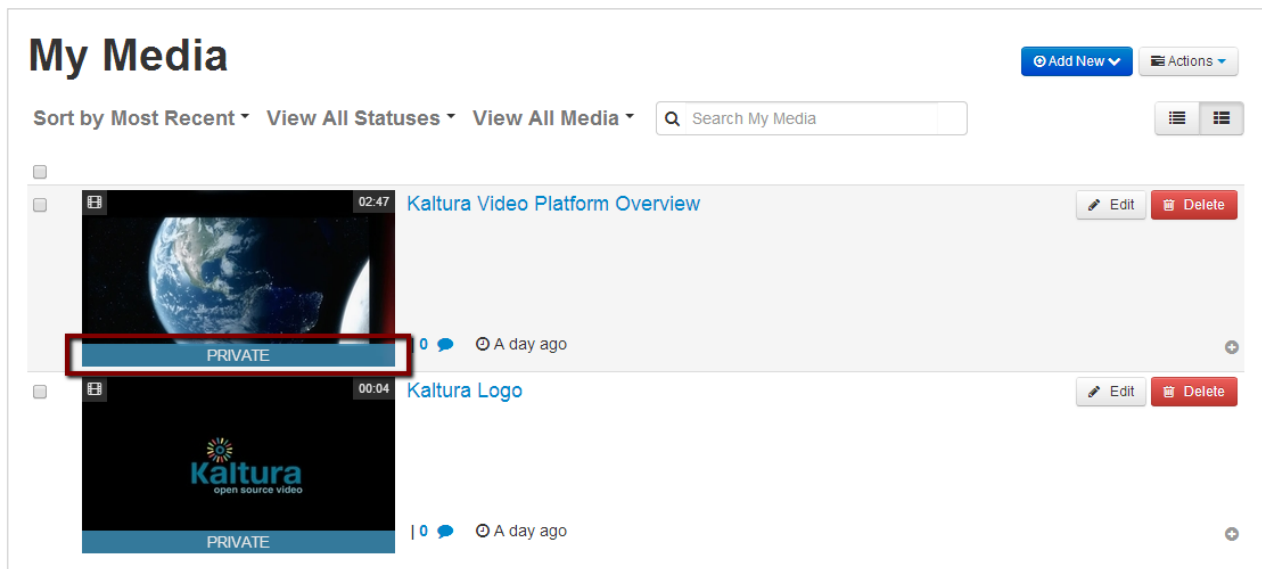 My Media
Add New
Actions
Sort by Most Recent View All Statuses View All Media Search My Media
02:47
Kaltura Video Platform Overview
Edit
Delete
| 0 A day ago
PRIVATE
00:04
Kaltura Logo
Edit
Delete
Kaltura
open source video
| 0 A day ago
PRIVATE